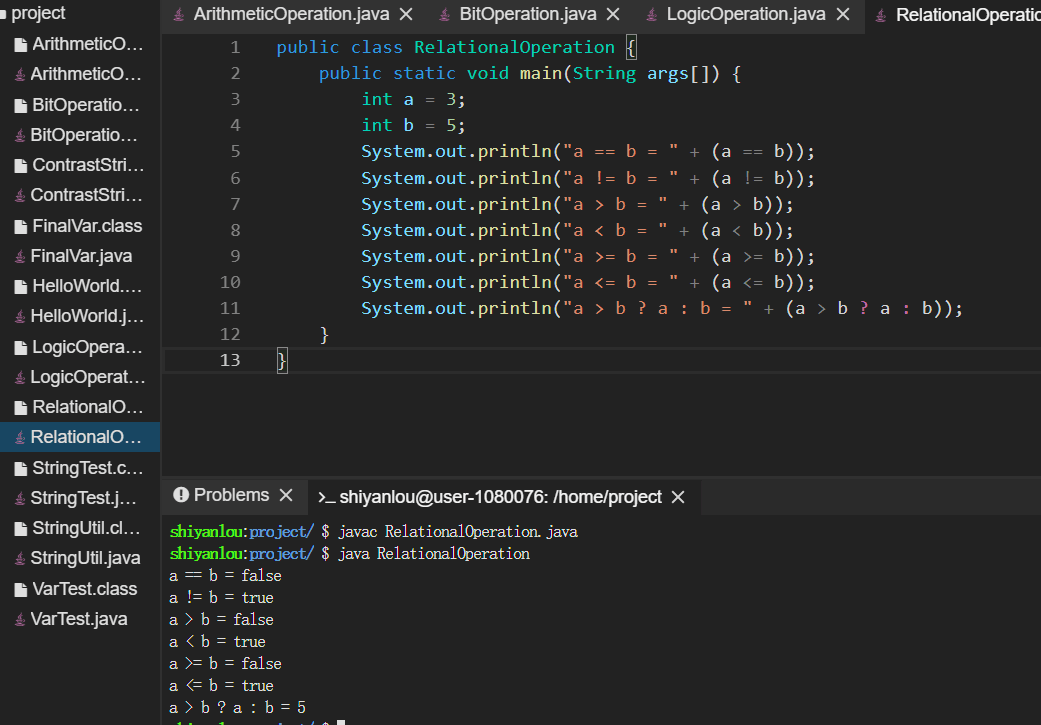 project
ArithmeticO...
ArithmeticO...
BitOperatio...
BitOperatio...
ContrastStri...
ContrastStri...
FinalVar.class
FinalVar.java
HelloWorld....
HelloWorld.j...
LogicOpera...
LogicOperat...
RelationalO...
RelationalO...
StringTest.c...
StringTest.j...
StringUtil.cl...
StringUtil.java
VarTest.class
VarTest.java
ArithmeticOperation.java × BitOperation.java × LogicOperation.java × RelationalOperatio
1 public class RelationalOperation {
2 public static void main(String args[]) {
3 int a = 3;
4 int b = 5;
5 System.out.println("a == b = " + (a == b));
6 System.out.println("a != b = " + (a != b));
7 System.out.println("a > b = " + (a > b));
8 System.out.println("a < b = " + (a < b));
9 System.out.println("a >= b = " + (a >= b));
10 System.out.println("a <= b = " + (a <= b));
11 System.out.println("a > b ? a : b = " + (a > b ? a : b));
12 }
13 }
Problems × >_ shiyanlou@user-1080076: /home/project ×
shiyanlou:project/ $ javac RelationalOperation.java
shiyanlou:project/ $ java RelationalOperation
a == b = false
a != b = true
a > b = false
a < b = true
a >= b = false
a <= b = true
a > b ? a : b = 5
shiyanlou:project/ $